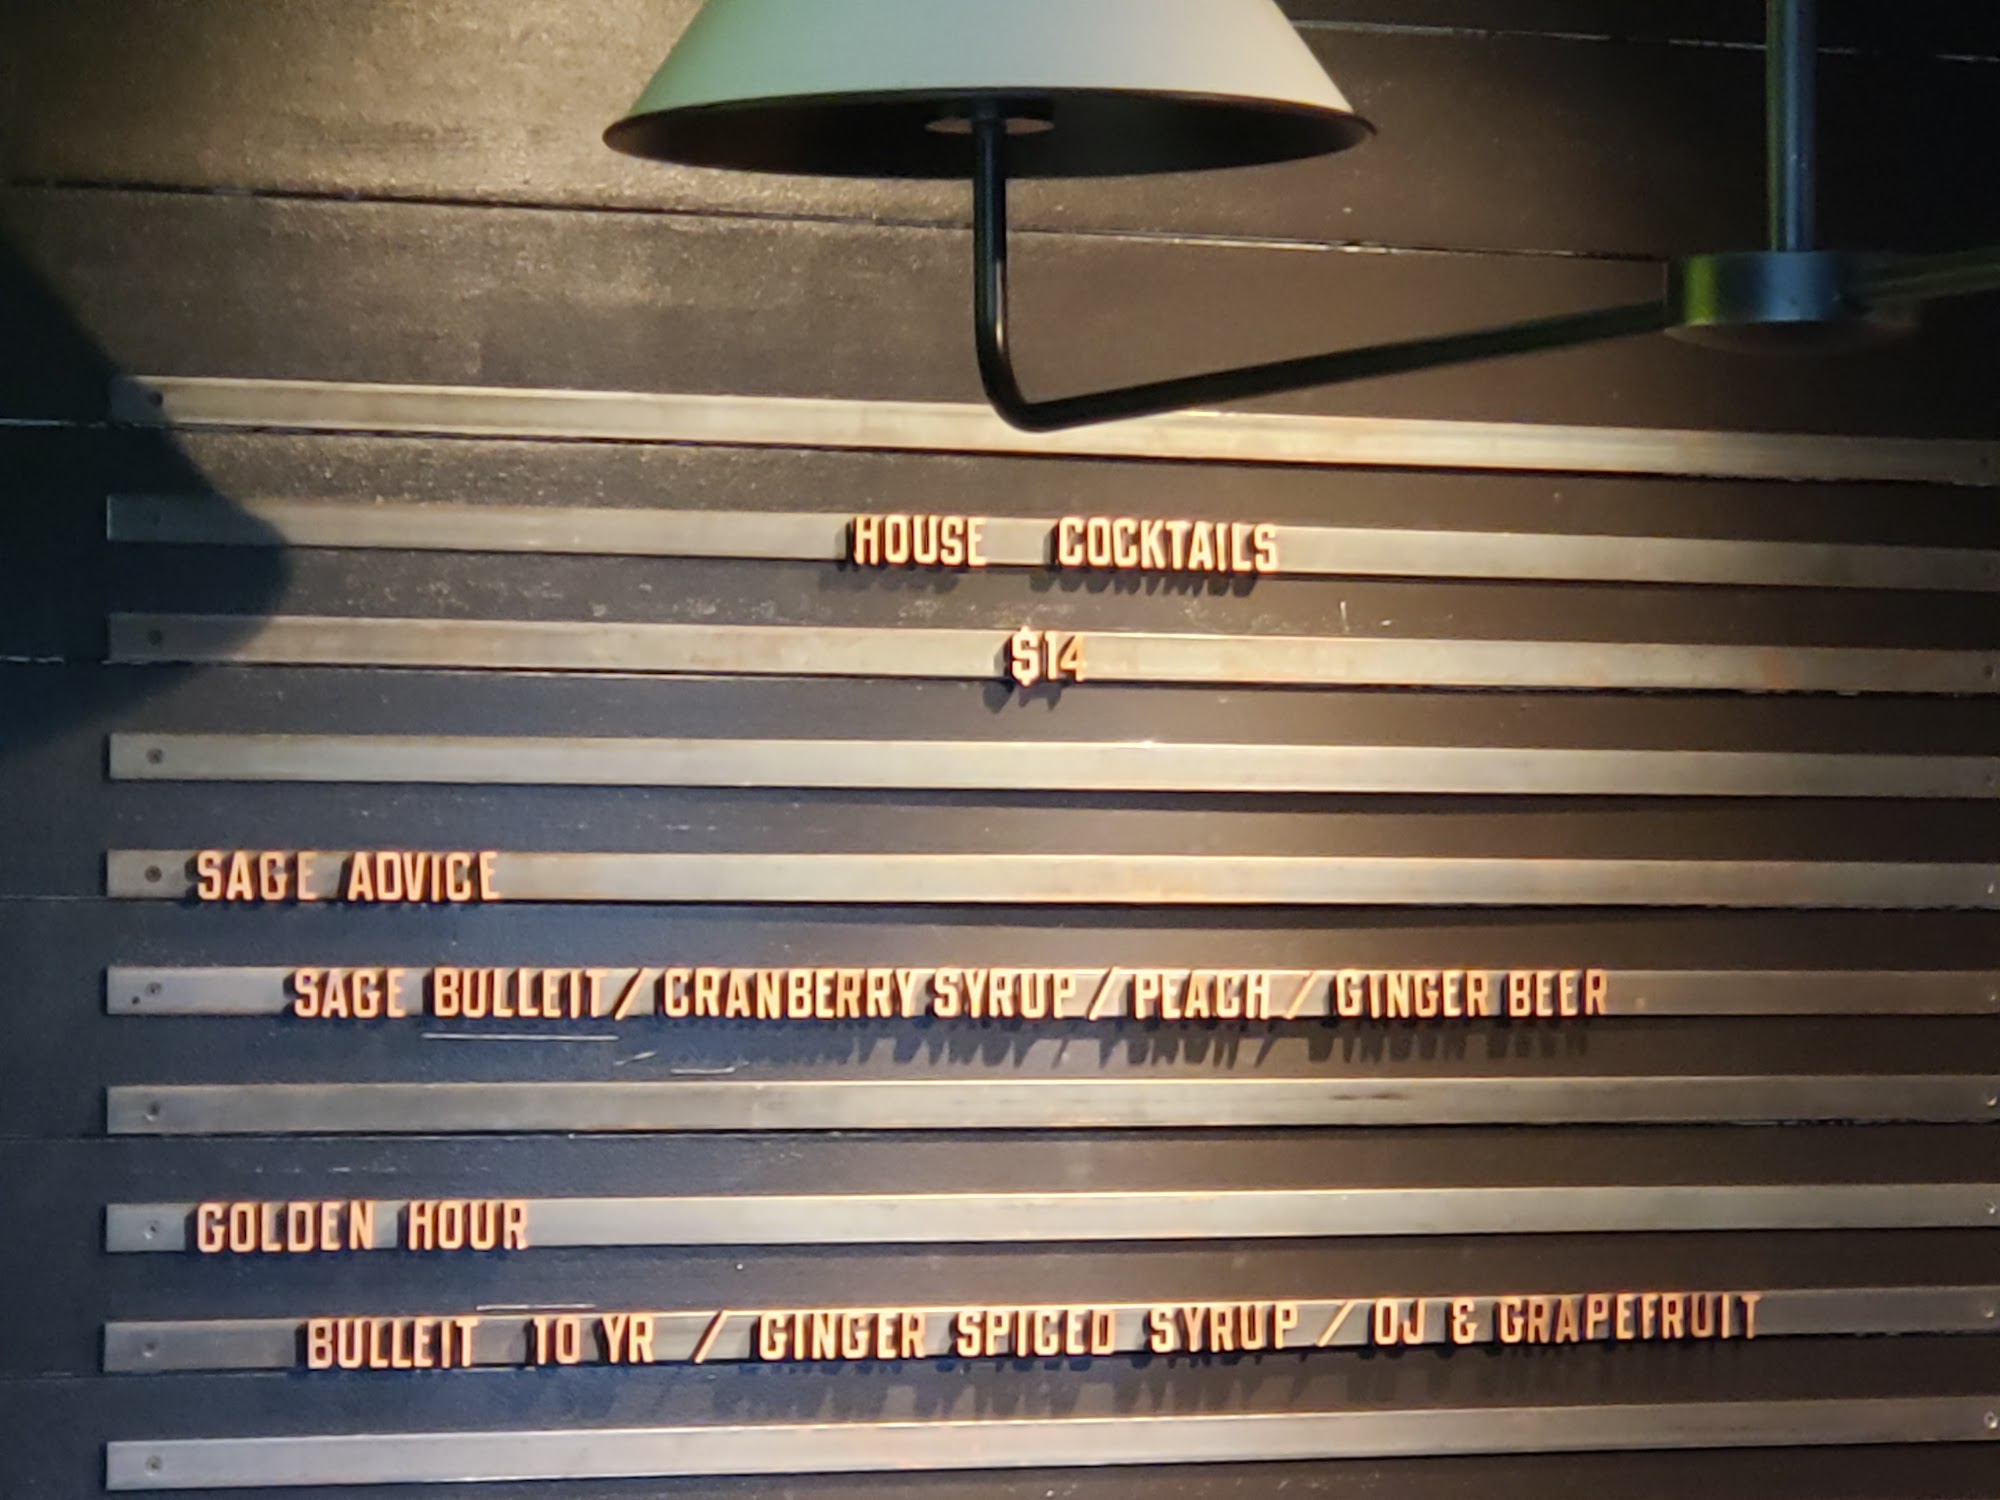 HOUSE COCKTAILS
$14
SAGE ADVICE
SAGE BULLEIT / CRANBERRY SYRUP / PEACH / GINGER BEER
GOLDEN HOUR
BULLEIT 10 YR / GINGER SPICED SYRUP / OJ & GRAPEFRUIT